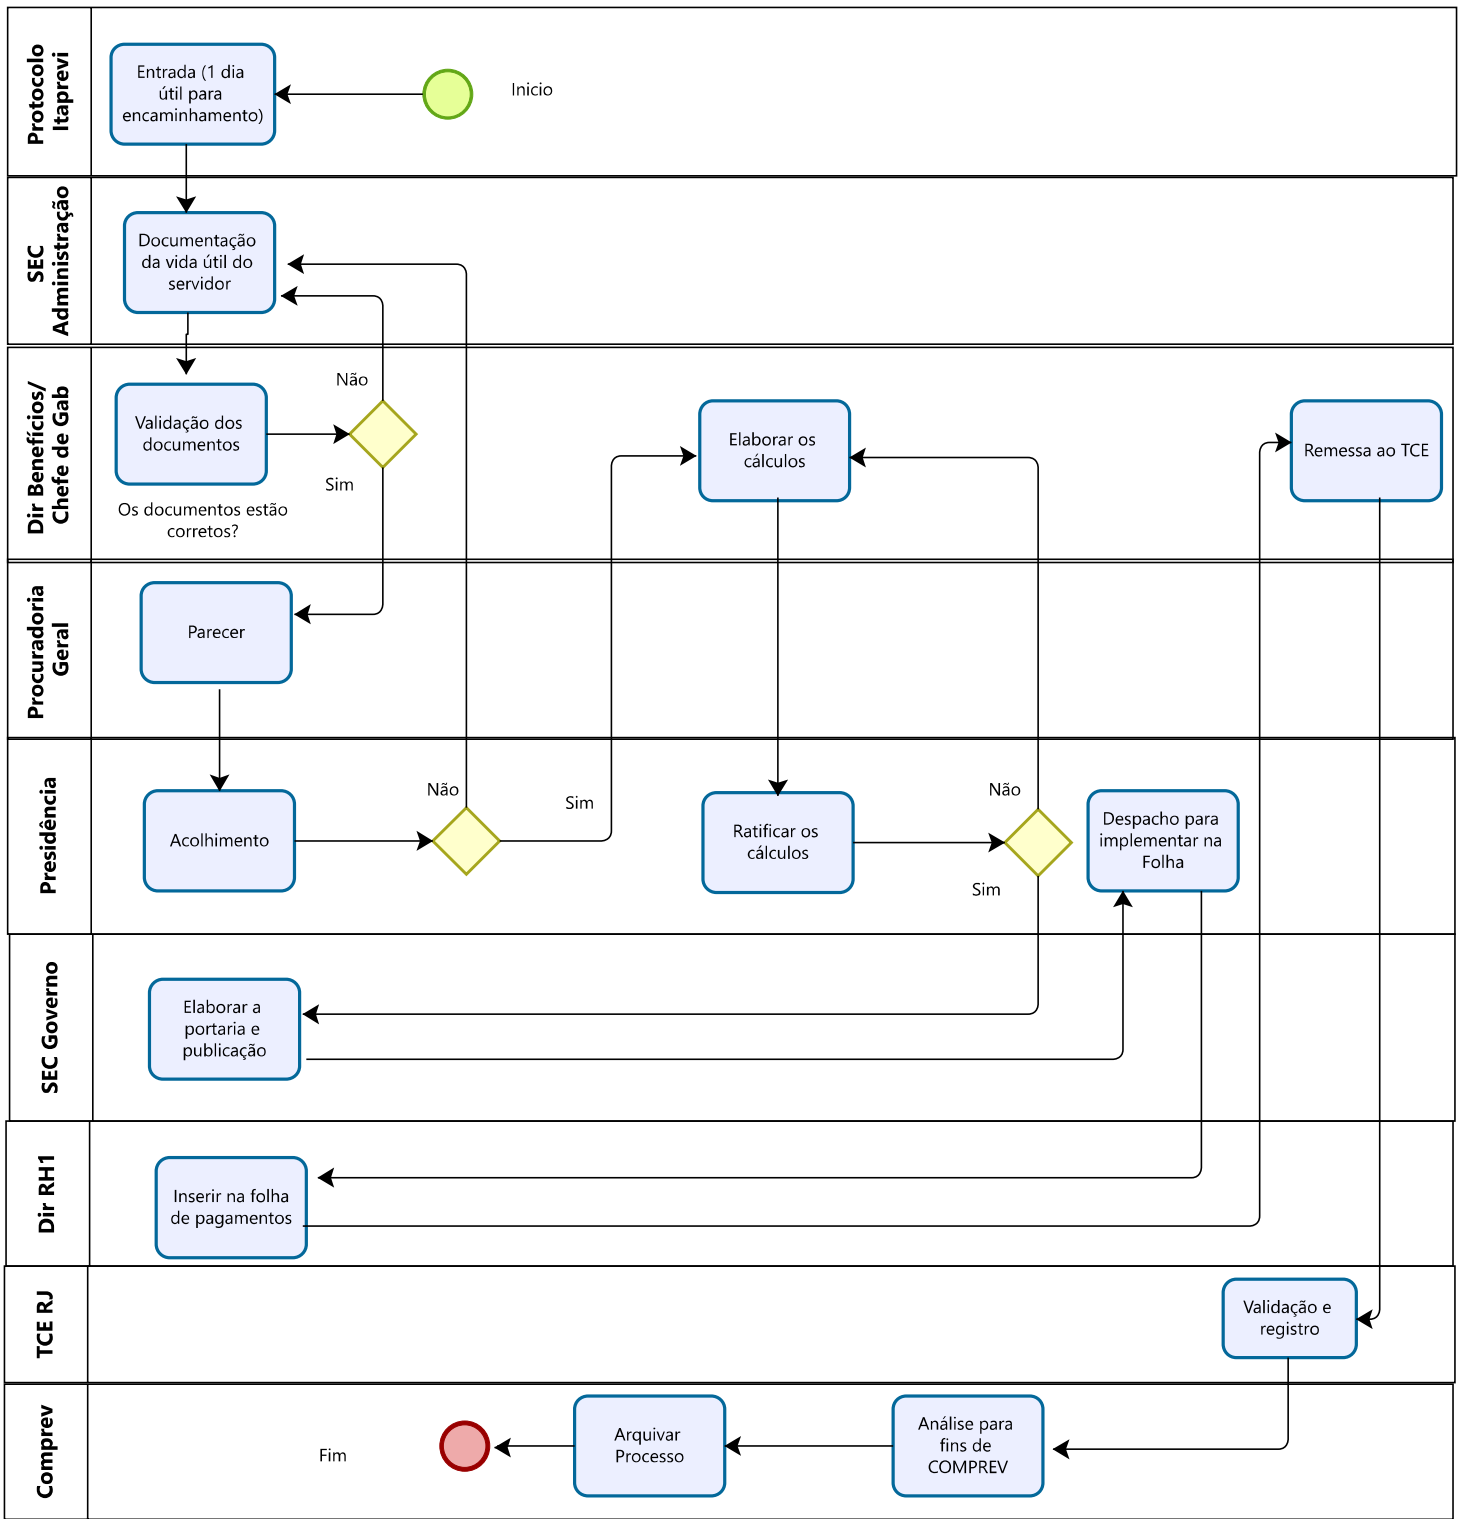 Protocolo
Itaprevi
Entrada (1 dia
útil para
encaminhamento)
Inicio
SEC
Administração
Documentação
da vida útil do
servidor
Dir Benefícios/
Chefe de Gab
Validação dos
documentos
Não
Sim
Os documentos estão
corretos?
Elaborar os
cálculos
Remessa ao TCE
Procuradoria
Geral
Parecer
Presidência
Acolhimento
Não
Sim
Ratificar os
cálculos
Não
Sim
Despacho para
implementar na
Folha
SEC Governo
Elaborar a
portaria e
publicação
Dir RH1
Inserir na folha
de pagamentos
TCE RJ
Validação e
registro
Comprev
Fim
Arquivar
Processo
Análise para
fins de
COMPREV